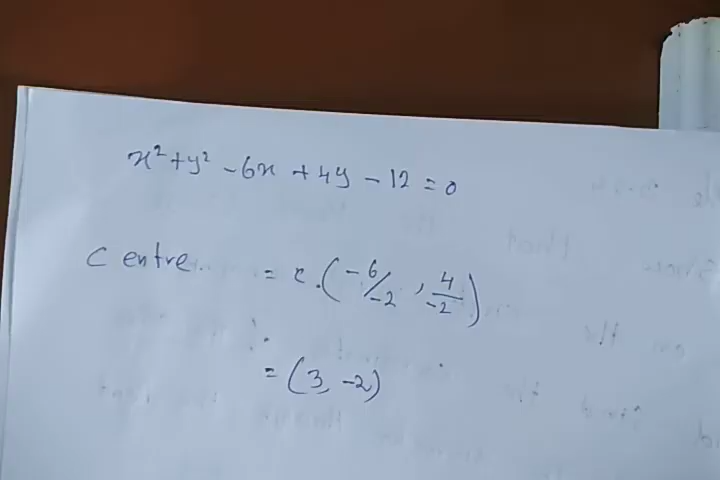 x² + y² - 6x + 4y - 12 = 0
Centre = c.(-6/-2, 4/-2)
= (3, -2)